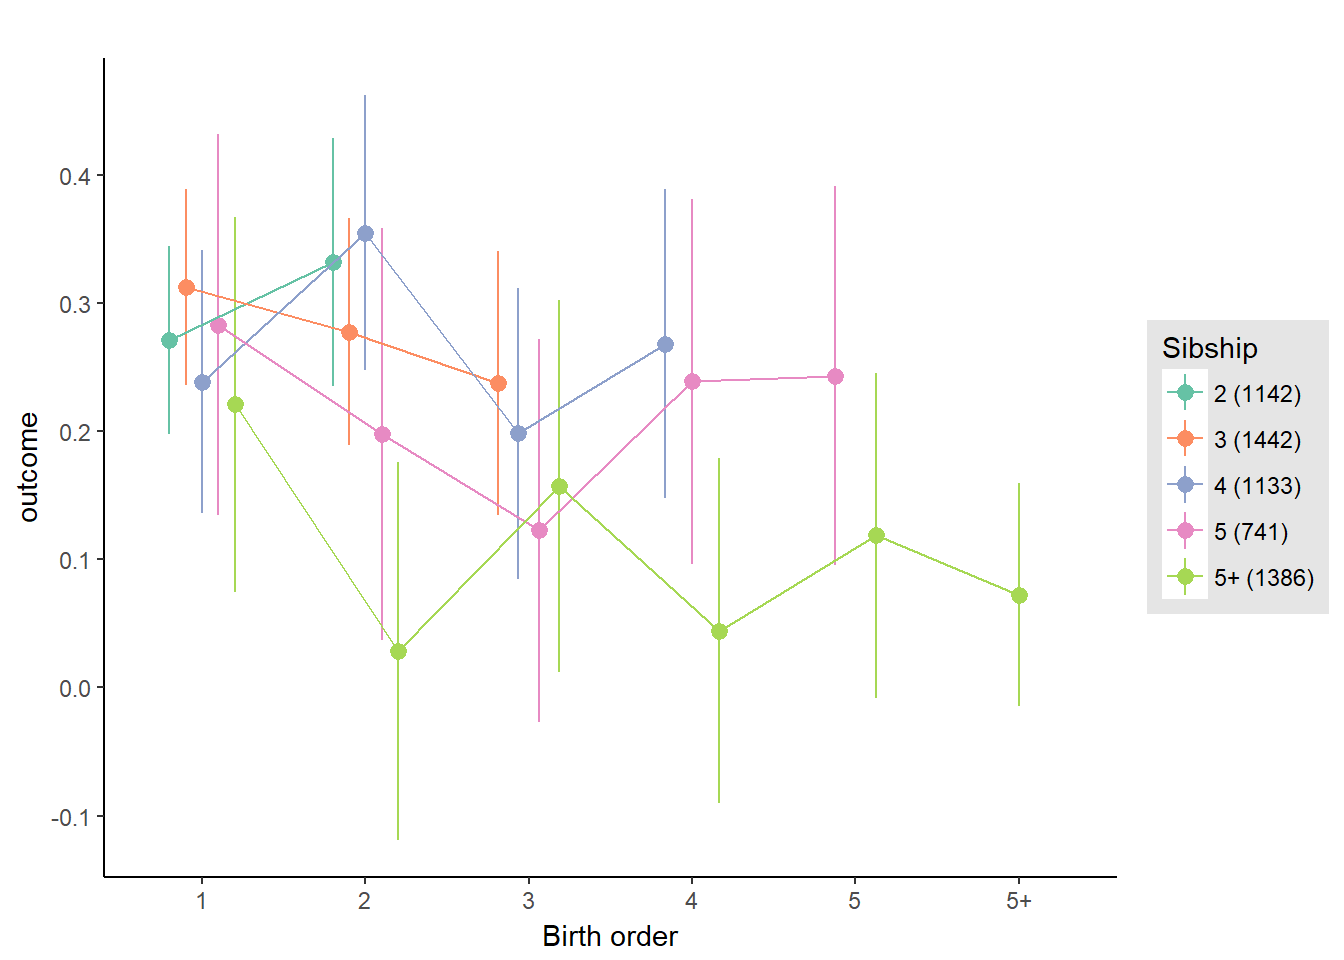 outcome
0.4
0.3
0.2
0.1
0.0
-0.1
1 2 3 4 5 5+
Birth order
Sibship
2 (1142)
3 (1442)
4 (1133)
5 (741)
5+ (1386)